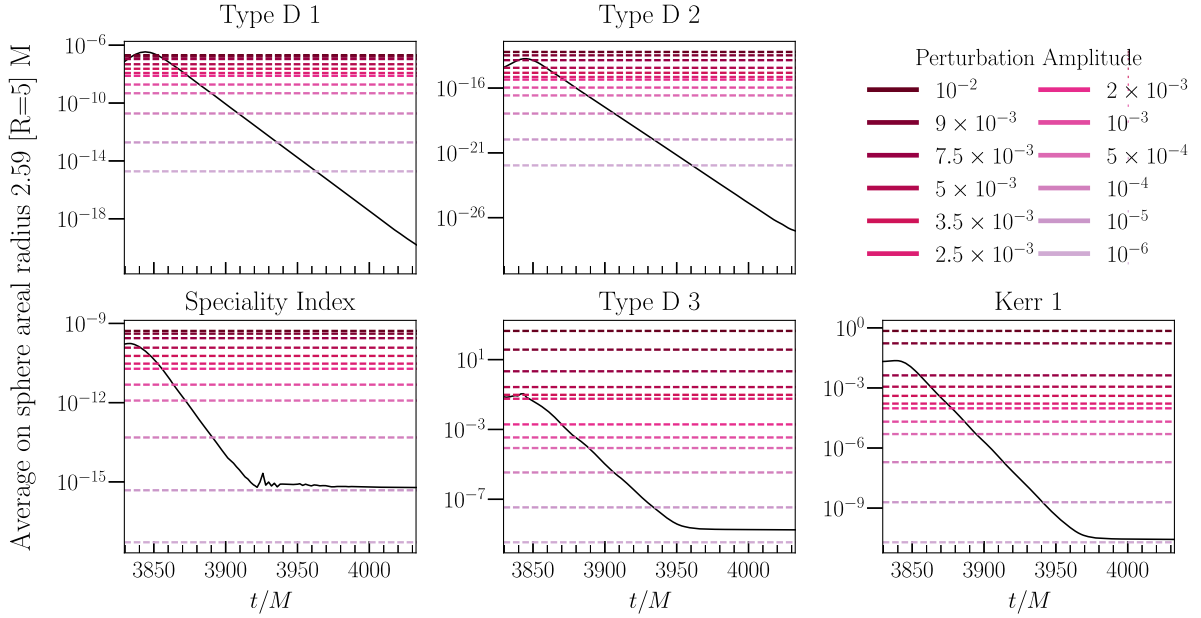 Type D 1
Type D 2
Average on sphere areal radius 2.59 [R=5] M
10⁻⁶
10⁻¹⁰
10⁻¹⁴
10⁻¹⁸
10⁻¹⁶
10⁻²¹
10⁻²⁶
Perturbation Amplitude
10⁻²
9 × 10⁻³
7.5 × 10⁻³
5 × 10⁻³
3.5 × 10⁻³
2.5 × 10⁻³
2 × 10⁻³
10⁻³
5 × 10⁻⁴
10⁻⁴
10⁻⁵
10⁻⁶
Speciality Index
Type D 3
Kerr 1
10⁻⁹
10⁻¹²
10⁻¹⁵
3850 3900 3950 4000
t/M
10¹
10⁻³
10⁻⁷
3850 3900 3950 4000
t/M
10⁰
10⁻³
10⁻⁶
10⁻⁹
3850 3900 3950 4000
t/M